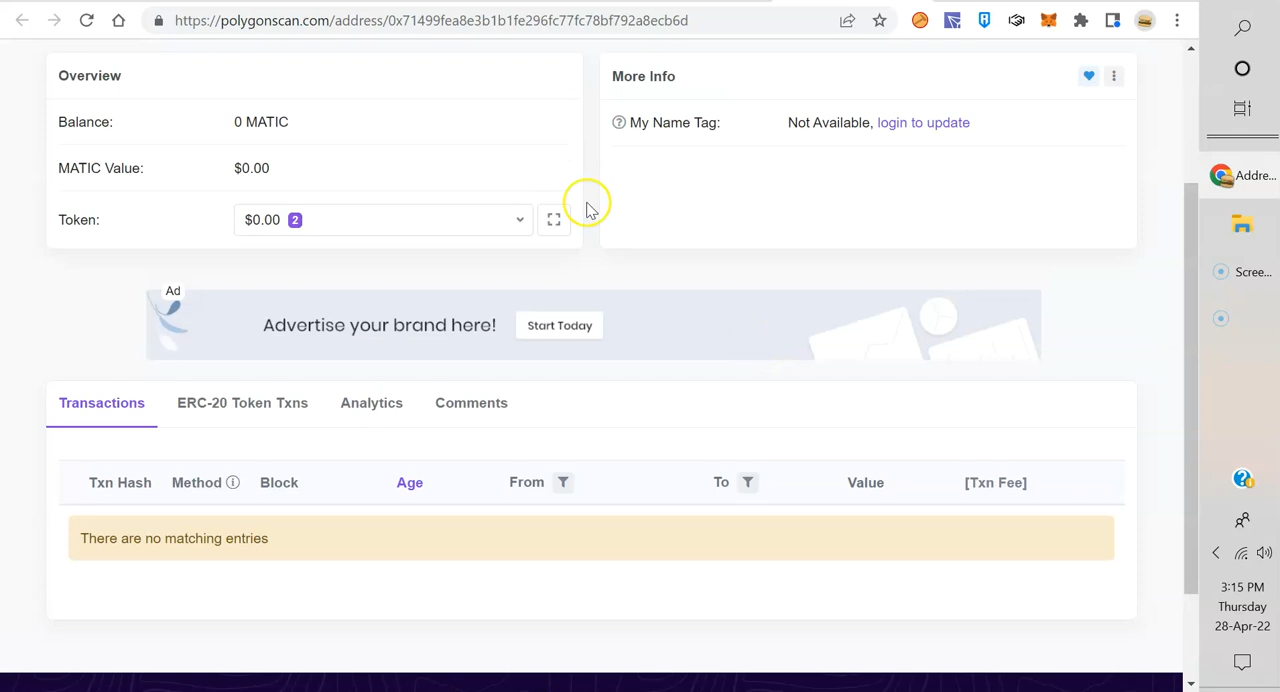 https://polygonscan.com/address/0x71499fea8e3b1b1fe296fc77fc78bf792a8ecb6d
Overview
Balance: 0 MATIC
MATIC Value: $0.00
Token: $0.00 2
More Info
My Name Tag: Not Available, login to update
Ad
Advertise your brand here! Start Today
Transactions ERC-20 Token Txns Analytics Comments
Txn Hash Method Block Age From To Value [Txn Fee]
There are no matching entries
Addre...
Scree...
3:15 PM
Thursday
28-Apr-22